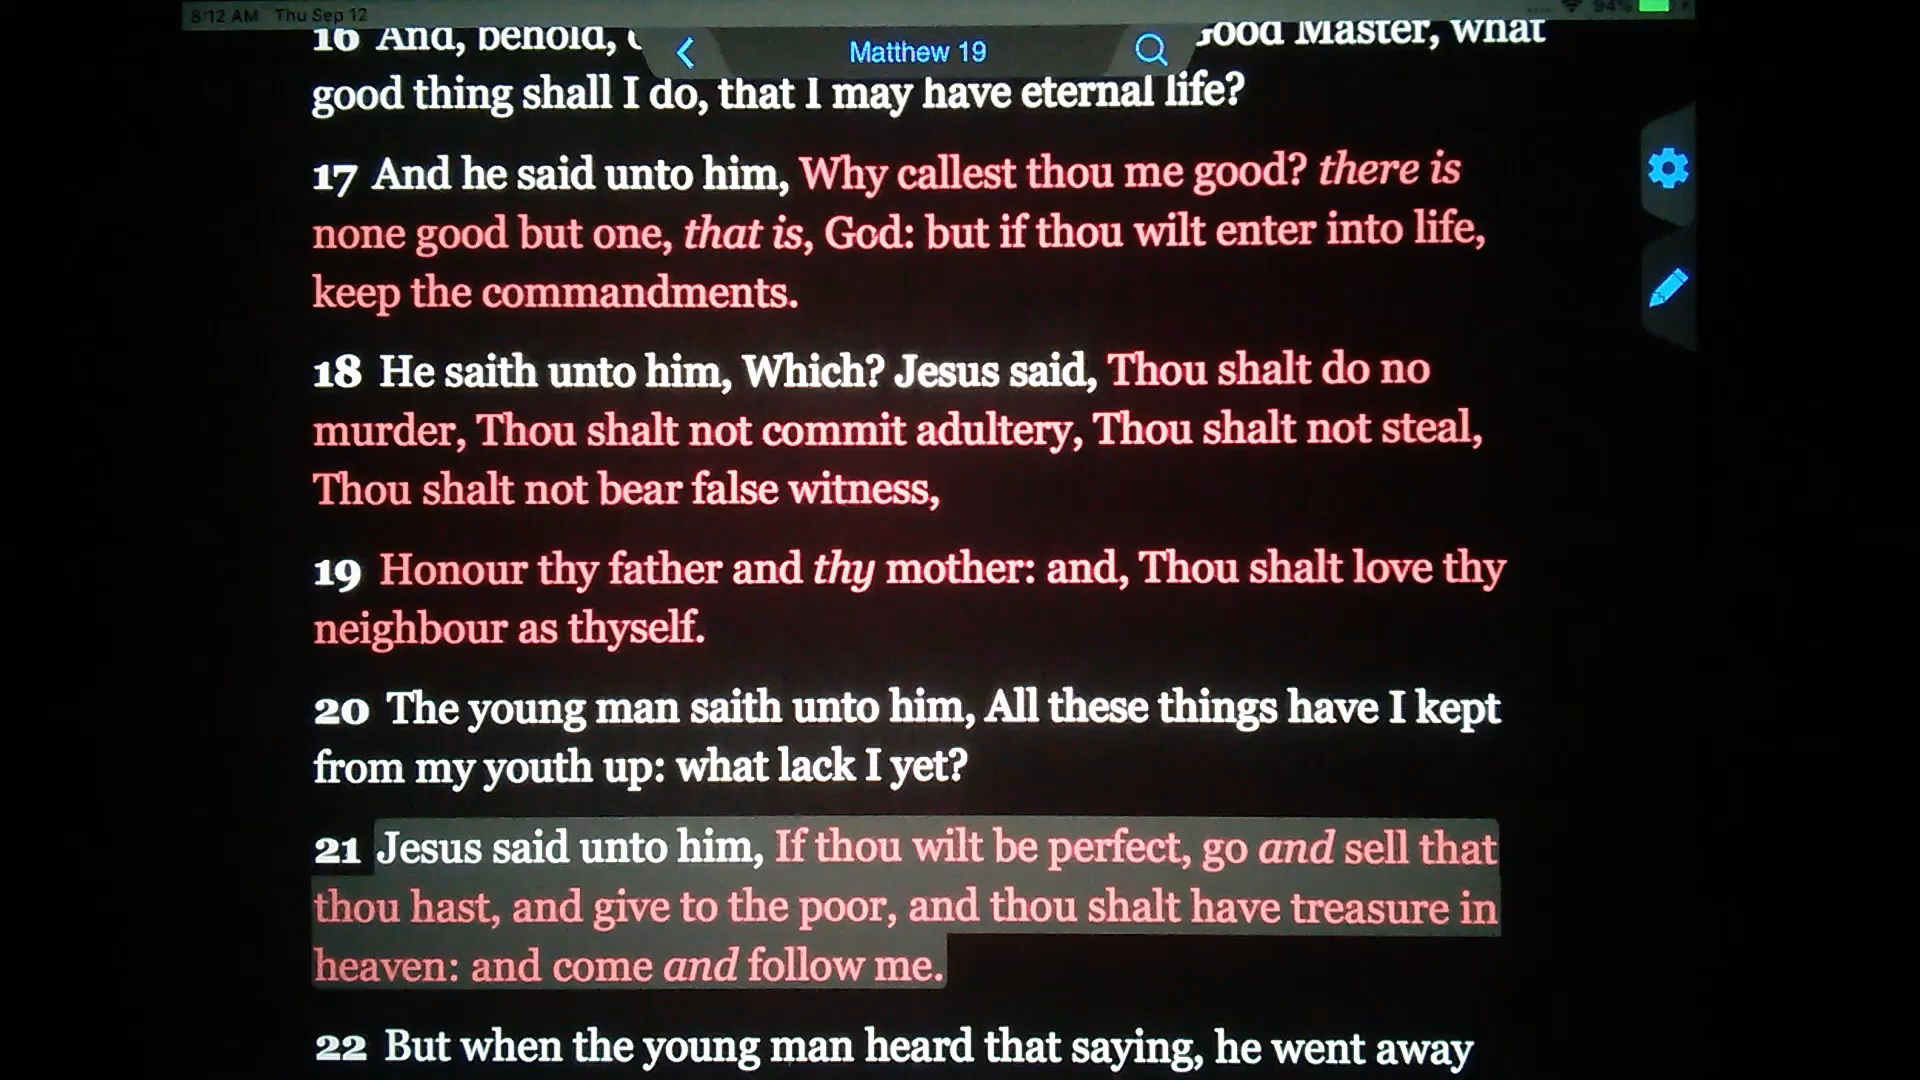 8:12 AM Thu Sep 12 94%
Matthew 19
16 And, behold, Good Master, what
good thing shall I do, that I may have eternal life?
17 And he said unto him, Why callest thou me good? there is
none good but one, that is, God: but if thou wilt enter into life,
keep the commandments.
18 He saith unto him, Which? Jesus said, Thou shalt do no
murder, Thou shalt not commit adultery, Thou shalt not steal,
Thou shalt not bear false witness,
19 Honour thy father and thy mother: and, Thou shalt love thy
neighbour as thyself.
20 The young man saith unto him, All these things have I kept
from my youth up: what lack I yet?
21 Jesus said unto him, If thou wilt be perfect, go and sell that
thou hast, and give to the poor, and thou shalt have treasure in
heaven: and come and follow me.
22 But when the young man heard that saying, he went away